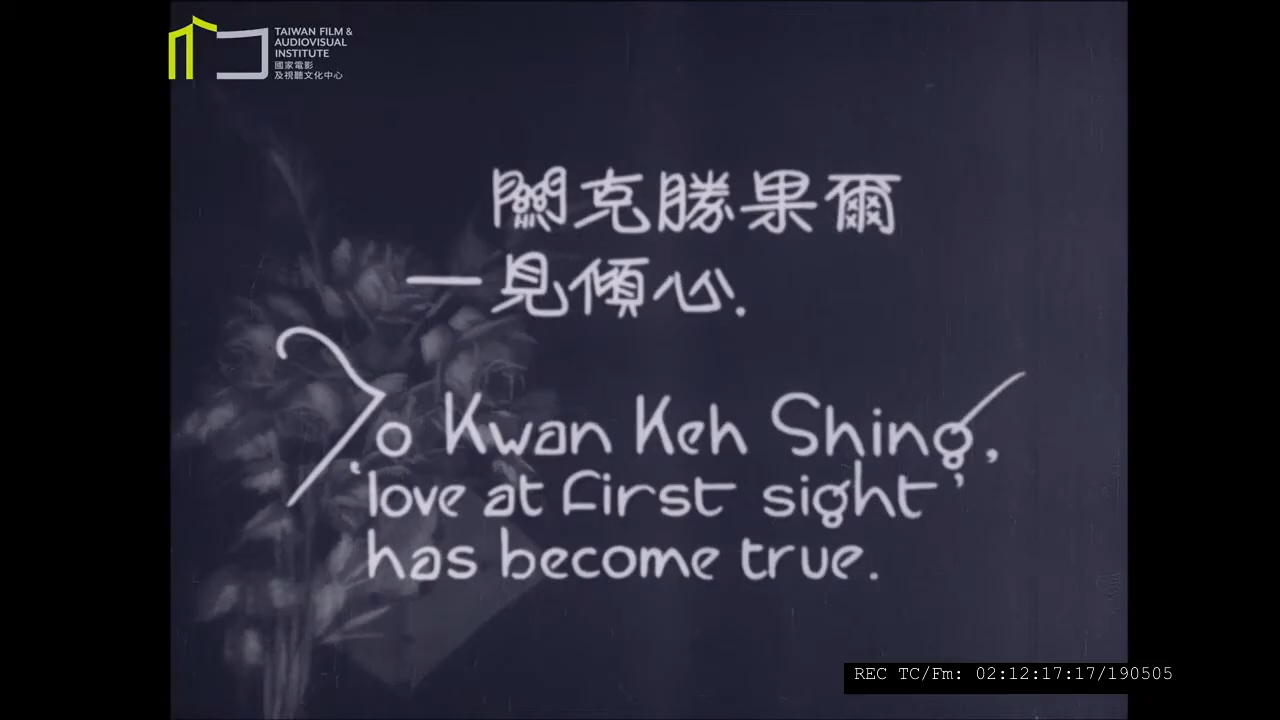 TAIWAN FILM &
AUDIOVISUAL
INSTITUTE
國家電影
及視聽文化中心
關克勝果爾
一見傾心.
To Kwan Keh Shing,
'love at first sight'
has become true.
REC TC/Fm: 02:12:17:17/190505